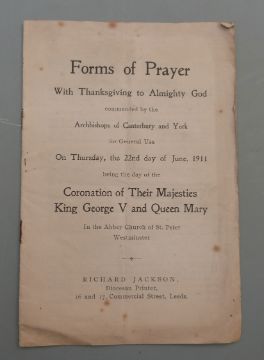 Forms of Prayer
With Thanksgiving to Almighty God
commended by the
Archbishops of Canterbury and York
for General Use
On Thursday, the 22nd day of June, 1911
being the day of the
Coronation of Their Majesties
King George V and Queen Mary
In the Abbey Church of St. Peter
Westminster
RICHARD JACKSON,
Diocesan Printer,
16 and 17, Commercial Street, Leeds.